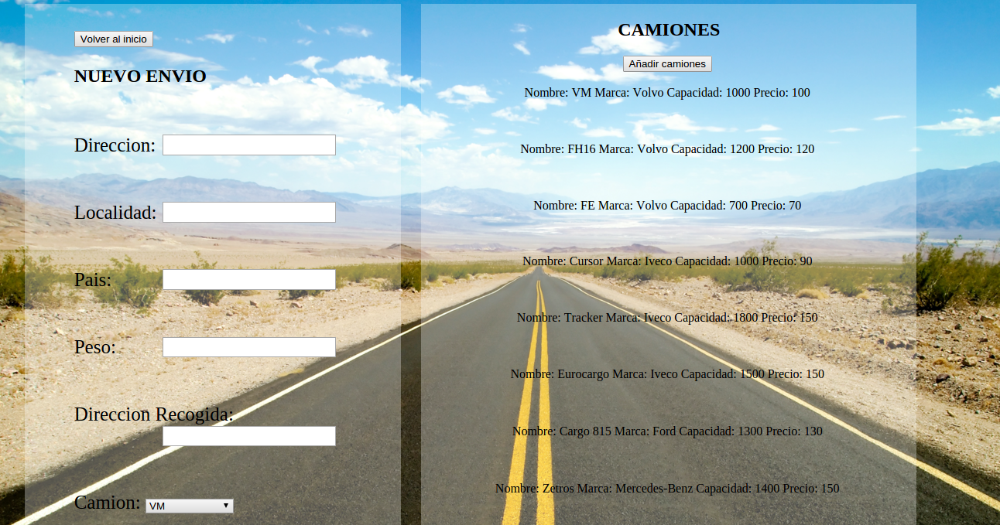 Volver al inicio
NUEVO ENVIO
Direccion:
Localidad:
Pais:
Peso:
Direccion Recogida:
Camion: VM
CAMIONES
Añadir camiones
Nombre: VM Marca: Volvo Capacidad: 1000 Precio: 100
Nombre: FH16 Marca: Volvo Capacidad: 1200 Precio: 120
Nombre: FE Marca: Volvo Capacidad: 700 Precio: 70
Nombre: Cursor Marca: Iveco Capacidad: 1000 Precio: 90
Nombre: Tracker Marca: Iveco Capacidad: 1800 Precio: 150
Nombre: Eurocargo Marca: Iveco Capacidad: 1500 Precio: 150
Nombre: Cargo 815 Marca: Ford Capacidad: 1300 Precio: 130
Nombre: Zetros Marca: Mercedes-Benz Capacidad: 1400 Precio: 150